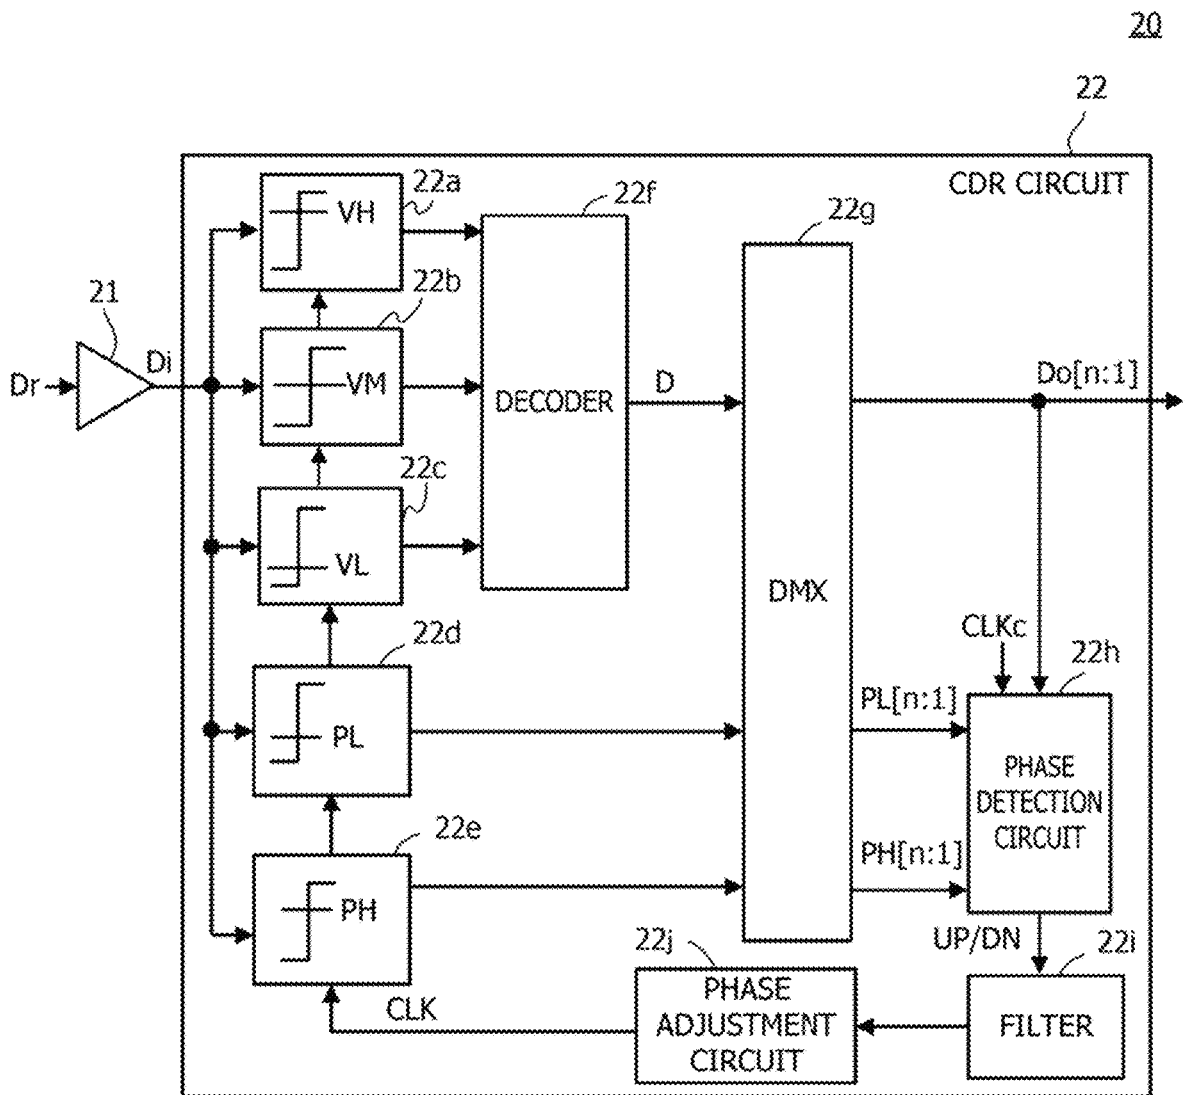 20
22
CDR CIRCUIT
22a
VH
22f
22g
21
22b
Dr
Di
VM
DECODER
D
Do[n:1]
22c
VL
DMX
CLKc
22d
22h
PL
PL[n:1]
PHASE
DETECTION
CIRCUIT
22e
PH
PH[n:1]
UP/DN
22i
22j
CLK
PHASE
ADJUSTMENT
CIRCUIT
FILTER